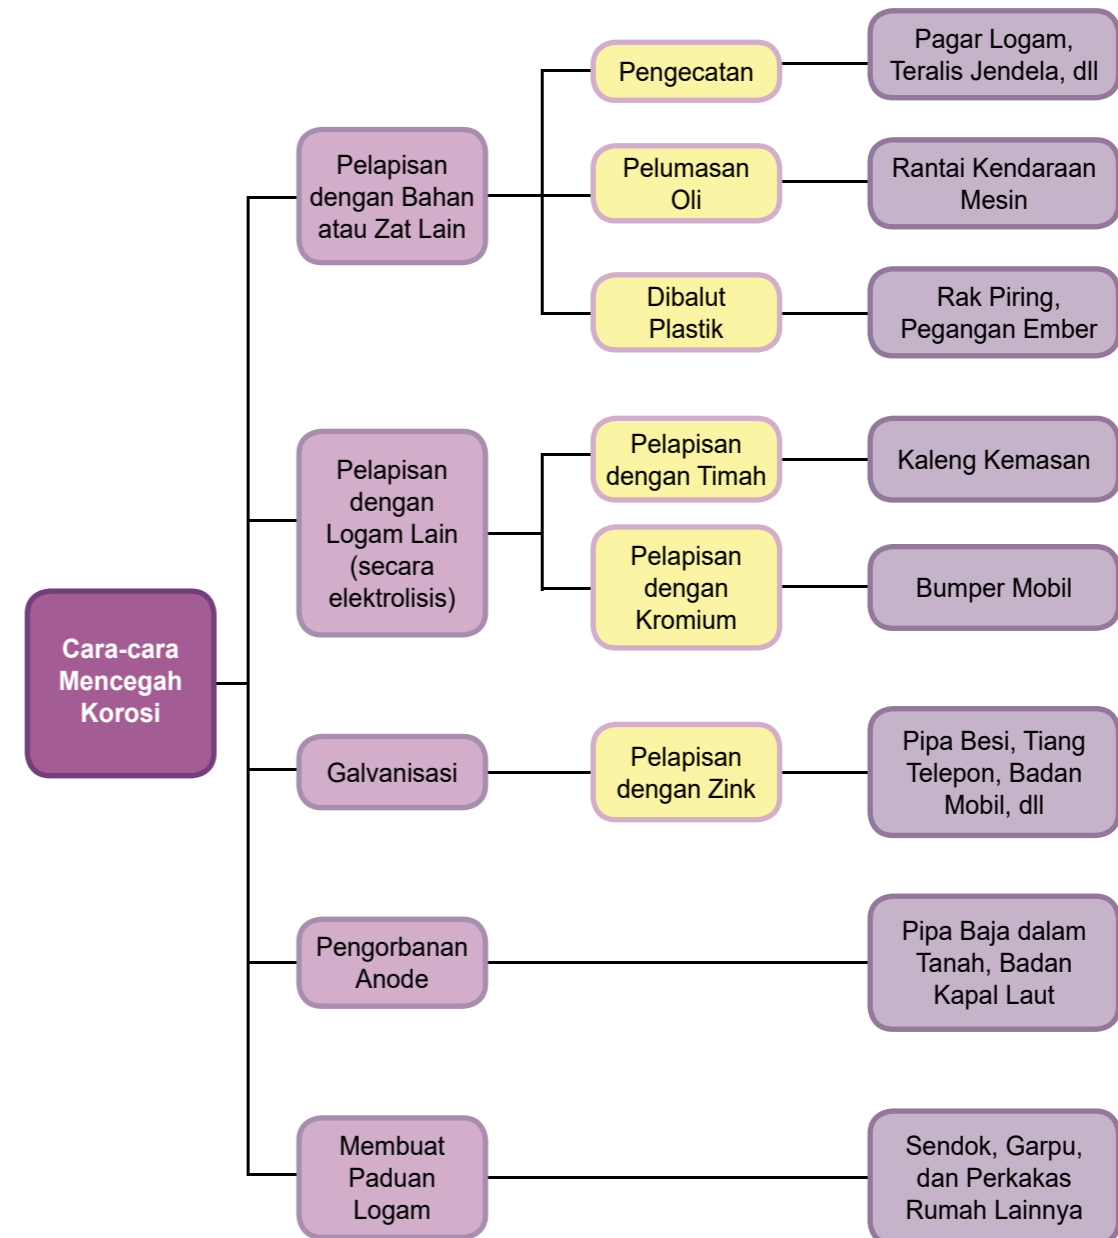 Cara-cara
Mencegah
Korosi
Pelapisan
dengan Bahan
atau Zat Lain
Pengecatan
Pagar Logam,
Teralis Jendela, dll
Pelumasan
Oli
Rantai Kendaraan
Mesin
Dibalut
Plastik
Rak Piring,
Pegangan Ember
Pelapisan
dengan
Logam Lain
(secara
elektrolisis)
Pelapisan
dengan Timah
Kaleng Kemasan
Pelapisan
dengan
Kromium
Bumper Mobil
Galvanisasi
Pelapisan
dengan Zink
Pipa Besi, Tiang
Telepon, Badan
Mobil, dll
Pengorbanan
Anode
Pipa Baja dalam
Tanah, Badan
Kapal Laut
Membuat
Paduan
Logam
Sendok, Garpu,
dan Perkakas
Rumah Lainnya